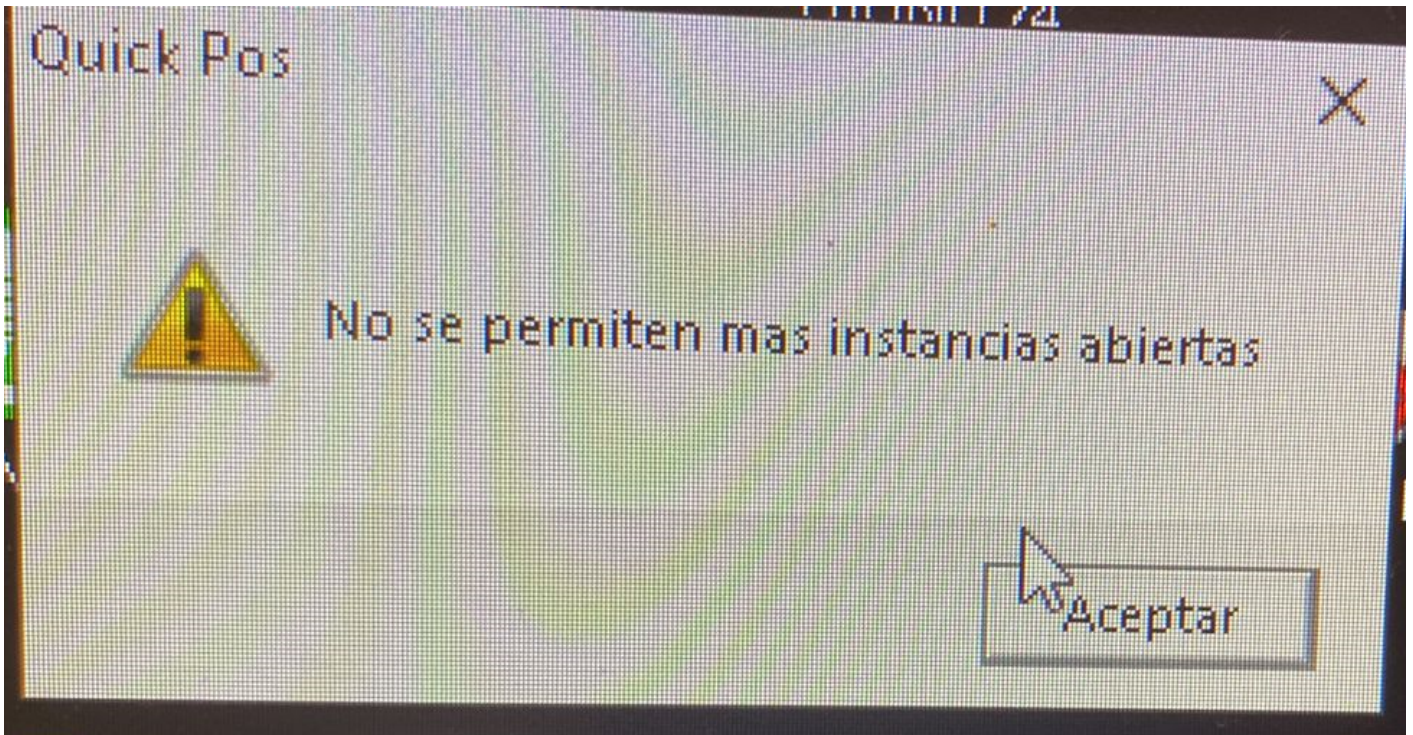 Quick Pos
No se permiten mas instancias abiertas
Aceptar